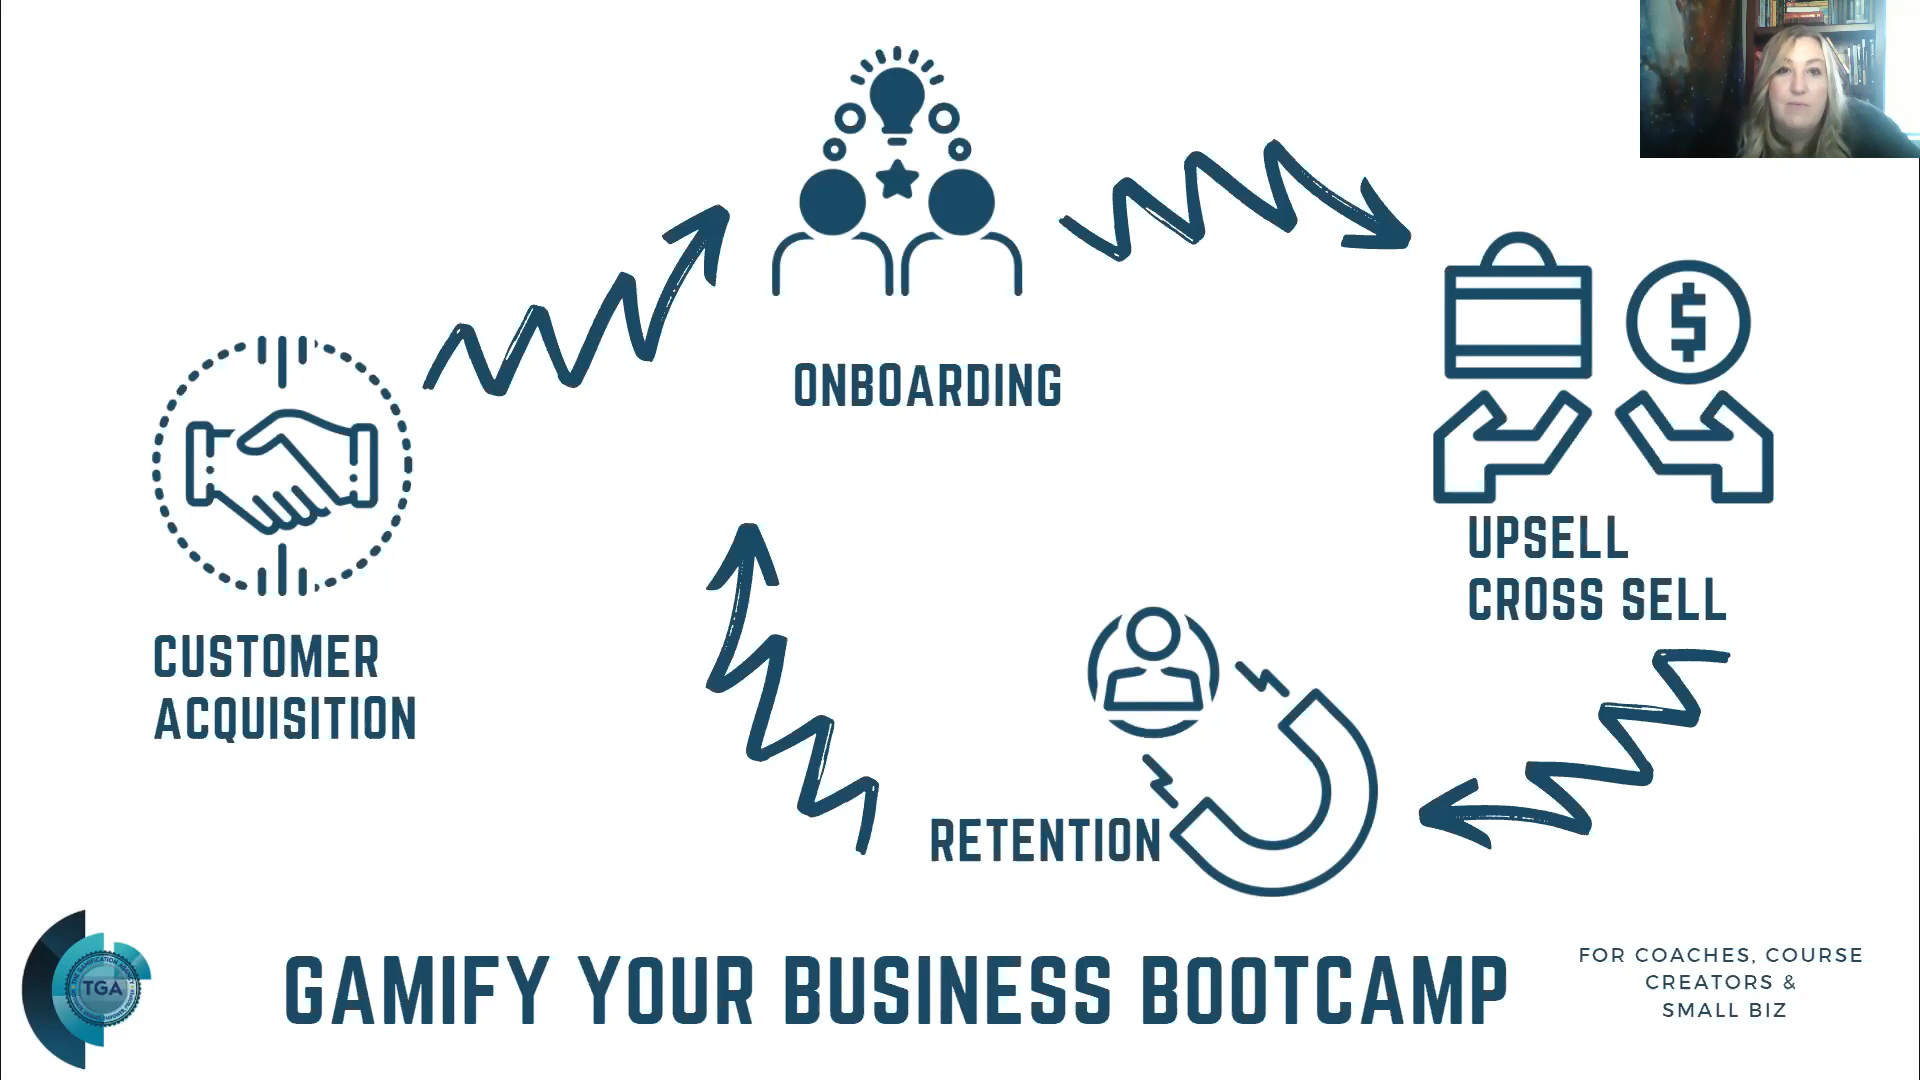 ONBOARDING
UPSELL
CROSS SELL
CUSTOMER
ACQUISITION
RETENTION
TGA
GAMIFY YOUR BUSINESS BOOTCAMP
FOR COACHES, COURSE
CREATORS &
SMALL BIZ